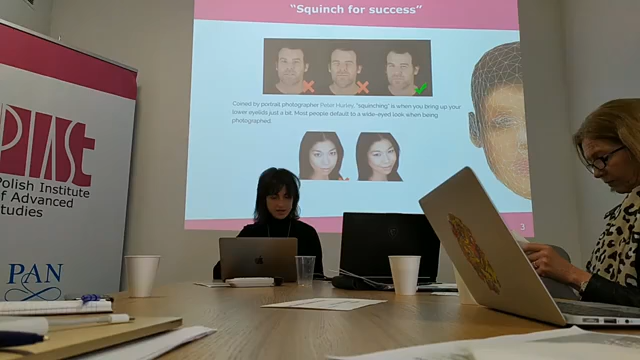 "Squinch for success"
Coined by portrait photographer Peter Hurley, "squinching" is when you bring up your
lower eyelids just a bit. Most people default to a wide-eyed look when being
photographed.
3
PIASt
Polish Institute
of Advanced
Studies
PAN